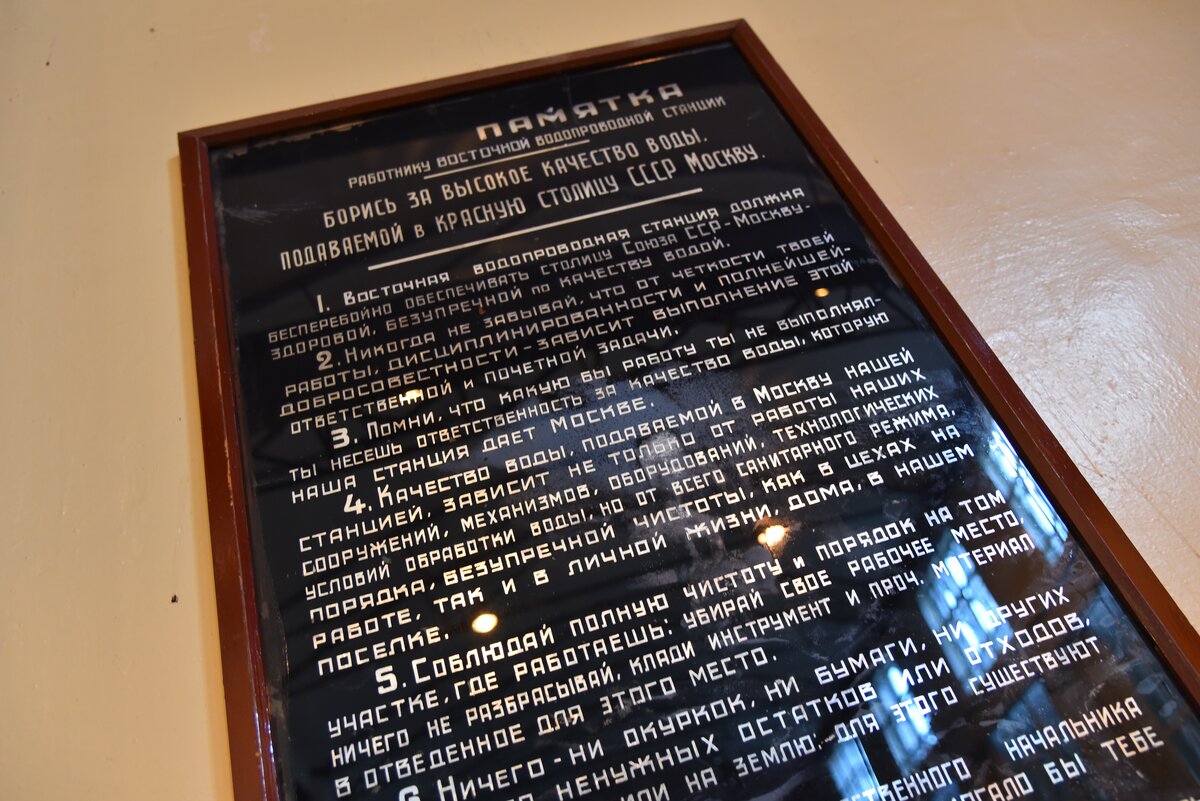 ПАМЯТКА
РАБОТНИКУ ВОСТОЧНОЙ ВОДОПРОВОДНОЙ СТАНЦИИ
БОРИСЬ ЗА ВЫСОКОЕ КАЧЕСТВО ВОДЫ.
ПОДАВАЕМОЙ В КРАСНУЮ СТОЛИЦУ СССР МОСКВУ.
1. ВОСТОЧНАЯ ВОДОПРОВОДНАЯ СТАНЦИЯ ДОЛЖНА
БЕСПЕРЕБОЙНО ОБЕСПЕЧИВАТЬ СТОЛИЦУ СОЮЗА ССР-МОСКВУ-
ЗДОРОВОЙ, БЕЗУПРЕЧНОЙ ПО КАЧЕСТВУ ВОДОЙ.
2. НИКОГДА НЕ ЗАБЫВАЙ, ЧТО ОТ ЧЕТКОСТИ ТВОЕЙ
РАБОТЫ, ДИСЦИПЛИНИРОВАННОСТИ И ПОЛНЕЙШЕЙ-
ДОБРОСОВЕСТНОСТИ-ЗАВИСИТ ВЫПОЛНЕНИЕ ЭТОЙ
ОТВЕТСТВЕННОЙ И ПОЧЕТНОЙ ЗАДАЧИ.
3. ПОМНИ, ЧТО КАКУЮ БЫ РАБОТУ ТЫ НЕ ВЫПОЛНЯЛ-
ТЫ НЕСЕШЬ ОТВЕТСТВЕННОСТЬ ЗА КАЧЕСТВО ВОДЫ, КОТОРУЮ
НАША СТАНЦИЯ ДАЕТ МОСКВЕ
4. КАЧЕСТВО ВОДЫ, ПОДАВАЕМОЙ В МОСКВУ НАШЕЙ
СТАНЦИЕЙ, ЗАВИСИТ НЕ ТОЛЬКО ОТ РАБОТЫ НАШИХ
СООРУЖЕНИЙ, МЕХАНИЗМОВ, ОБОРУДОВАНИЙ, ТЕХНОЛОГИЧЕСКИХ
УСЛОВИЙ ОБРАБОТКИ ВОДЫ, НО ОТ ВСЕГО САНИТАРНОГО РЕЖИМА,
ПОРЯДКА, БЕЗУПРЕЧНОЙ ЧИСТОТЫ, КАК В ЦЕХАХ НА
РАБОТЕ, ТАК И В ЛИЧНОЙ ЖИЗНИ, ДОМА, В НАШЕМ
ПОСЕЛКЕ.
5. СОБЛЮДАЙ ПОЛНУЮ ЧИСТОТУ И ПОРЯДОК НА ТОМ
УЧАСТКЕ, ГДЕ РАБОТАЕШЬ: УБИРАЙ СВОЕ РАБОЧЕЕ МЕСТО,
НИЧЕГО НЕ РАЗБРАСЫВАЙ, КЛАДИ ИНСТРУМЕНТ И ПРОЧ. МАТЕРИАЛ
В ОТВЕДЕННОЕ ДЛЯ ЭТОГО МЕСТО.
6 НИЧЕГО-НИ ОКУРКОК, НИ БУМАГИ, НИ ДРУГИХ
НЕНУЖНЫХ ОСТАТКОВ ИЛИ ОТХОДОВ,
ИЛИ НА ЗЕМЛЮ.-ДЛЯ ЭТОГО СУЩЕСТВУЮТ
НАЧАЛЬНИКА
БЫ ТЕБЕ